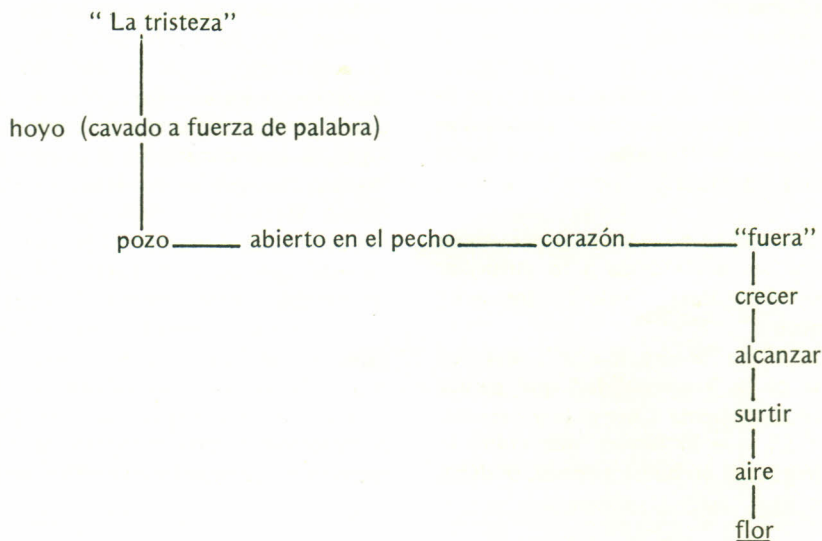 “ La tristeza”
hoyo (cavado a fuerza de palabra)
pozo abierto en el pecho corazón “fuera”
crecer
alcanzar
surtir
aire
flor